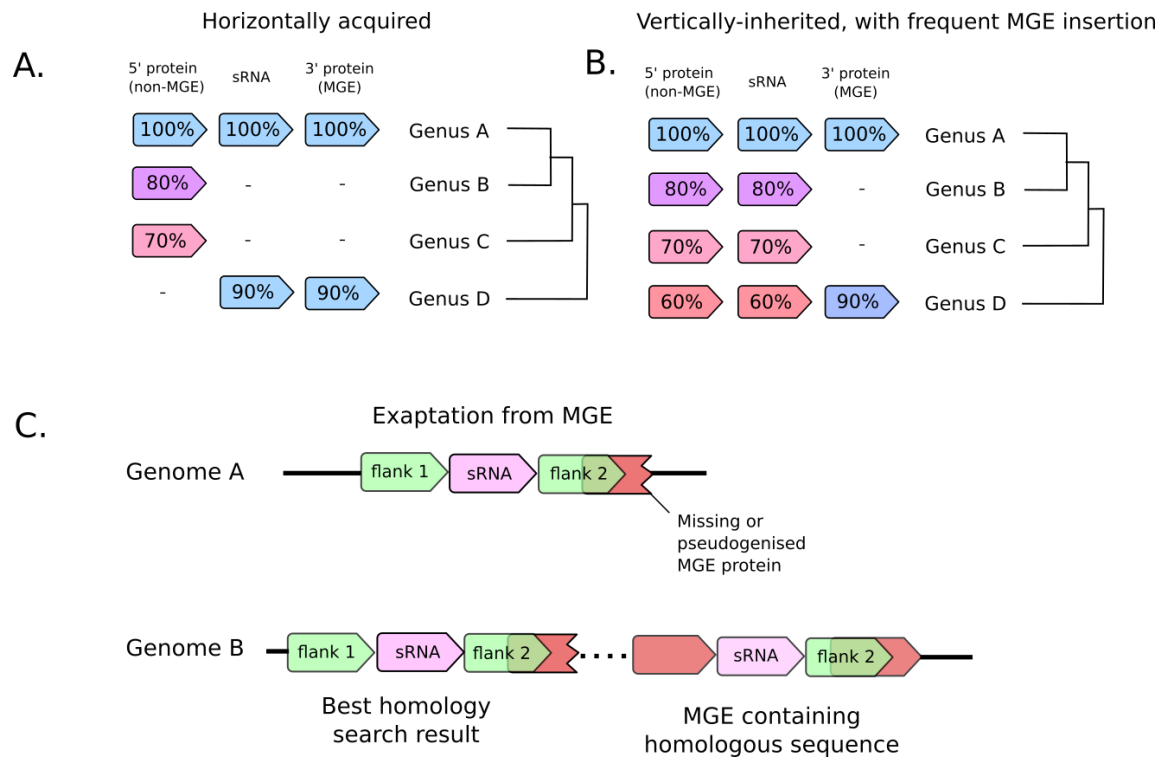 Horizontally acquired
A.
5' protein
(non-MGE)
sRNA
3' protein
(MGE)
100% 100% 100% Genus A
80% - - Genus B
70% - - Genus C
- 90% 90% Genus D
Vertically-inherited, with frequent MGE insertion
B.
5' protein
(non-MGE)
sRNA
3' protein
(MGE)
100% 100% 100% Genus A
80% 80% - Genus B
70% 70% - Genus C
60% 60% 90% Genus D
C.
Exaptation from MGE
Genome A flank 1 sRNA flank 2
Missing or
pseudogenised
MGE protein
Genome B flank 1 sRNA flank 2 sRNA flank 2
Best homology
search result
MGE containing
homologous sequence